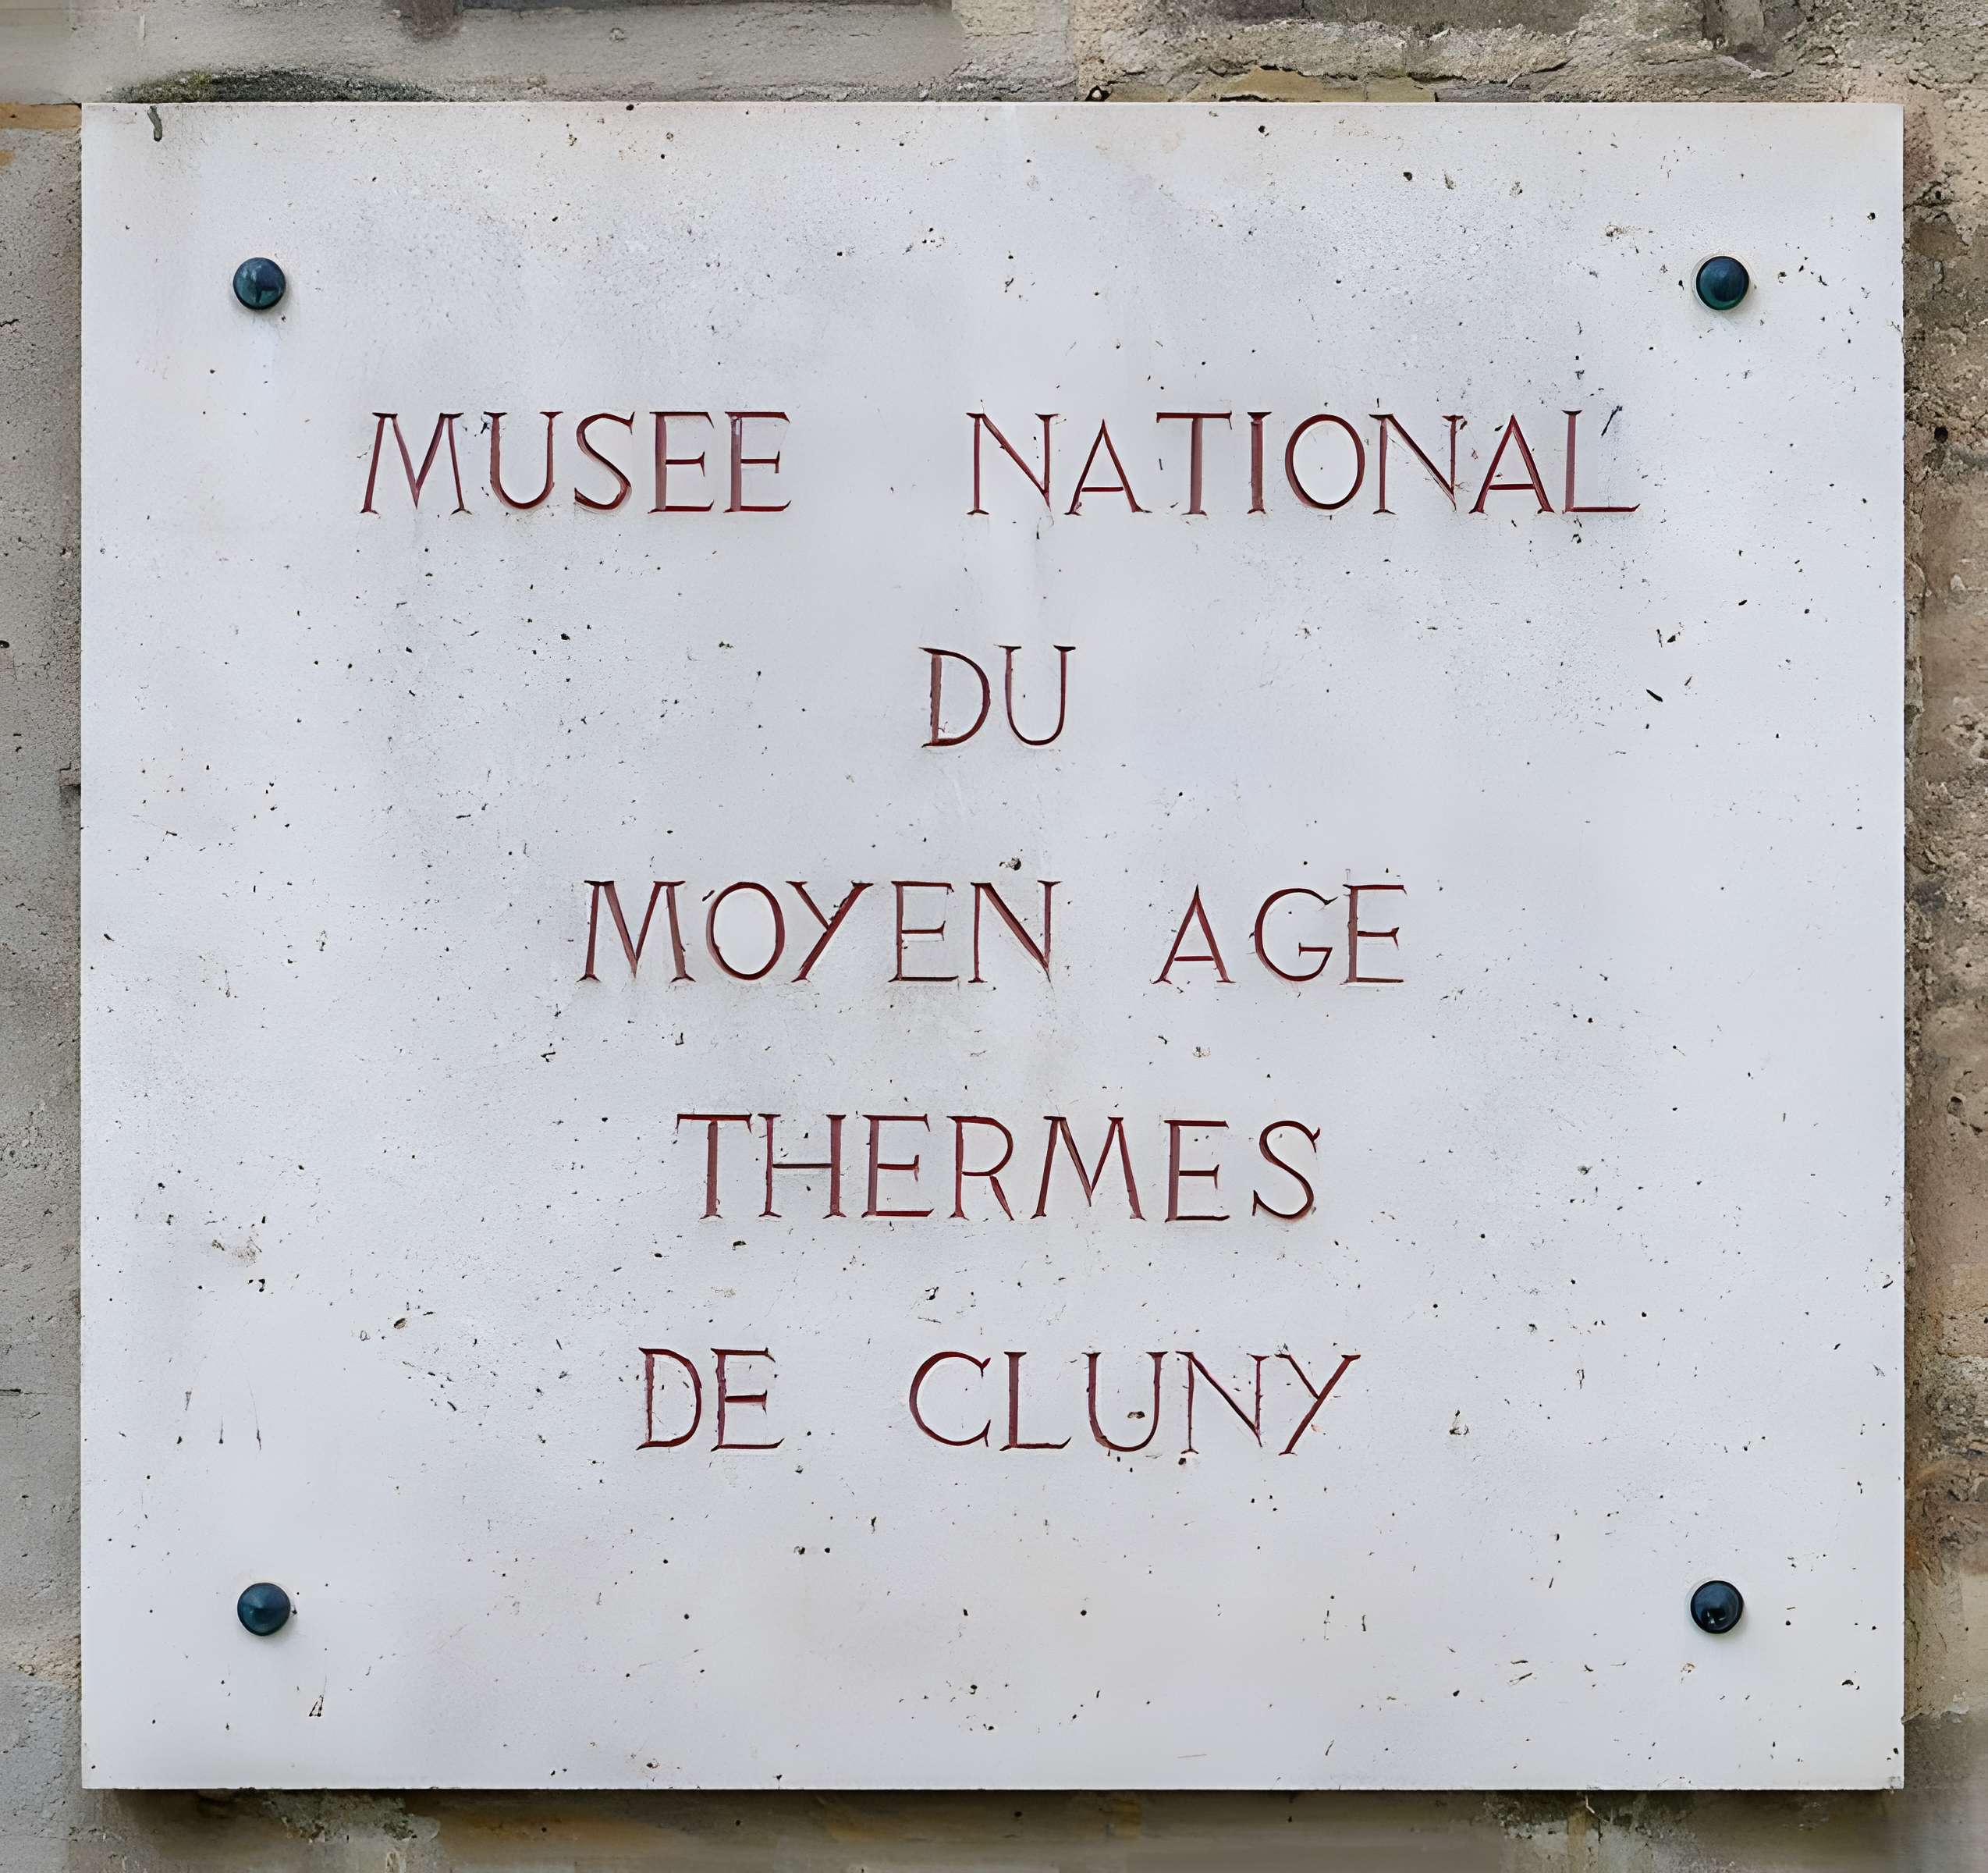 MUSEE NATIONAL
DU
MOYEN AGE
THERMES
DE CLUNY